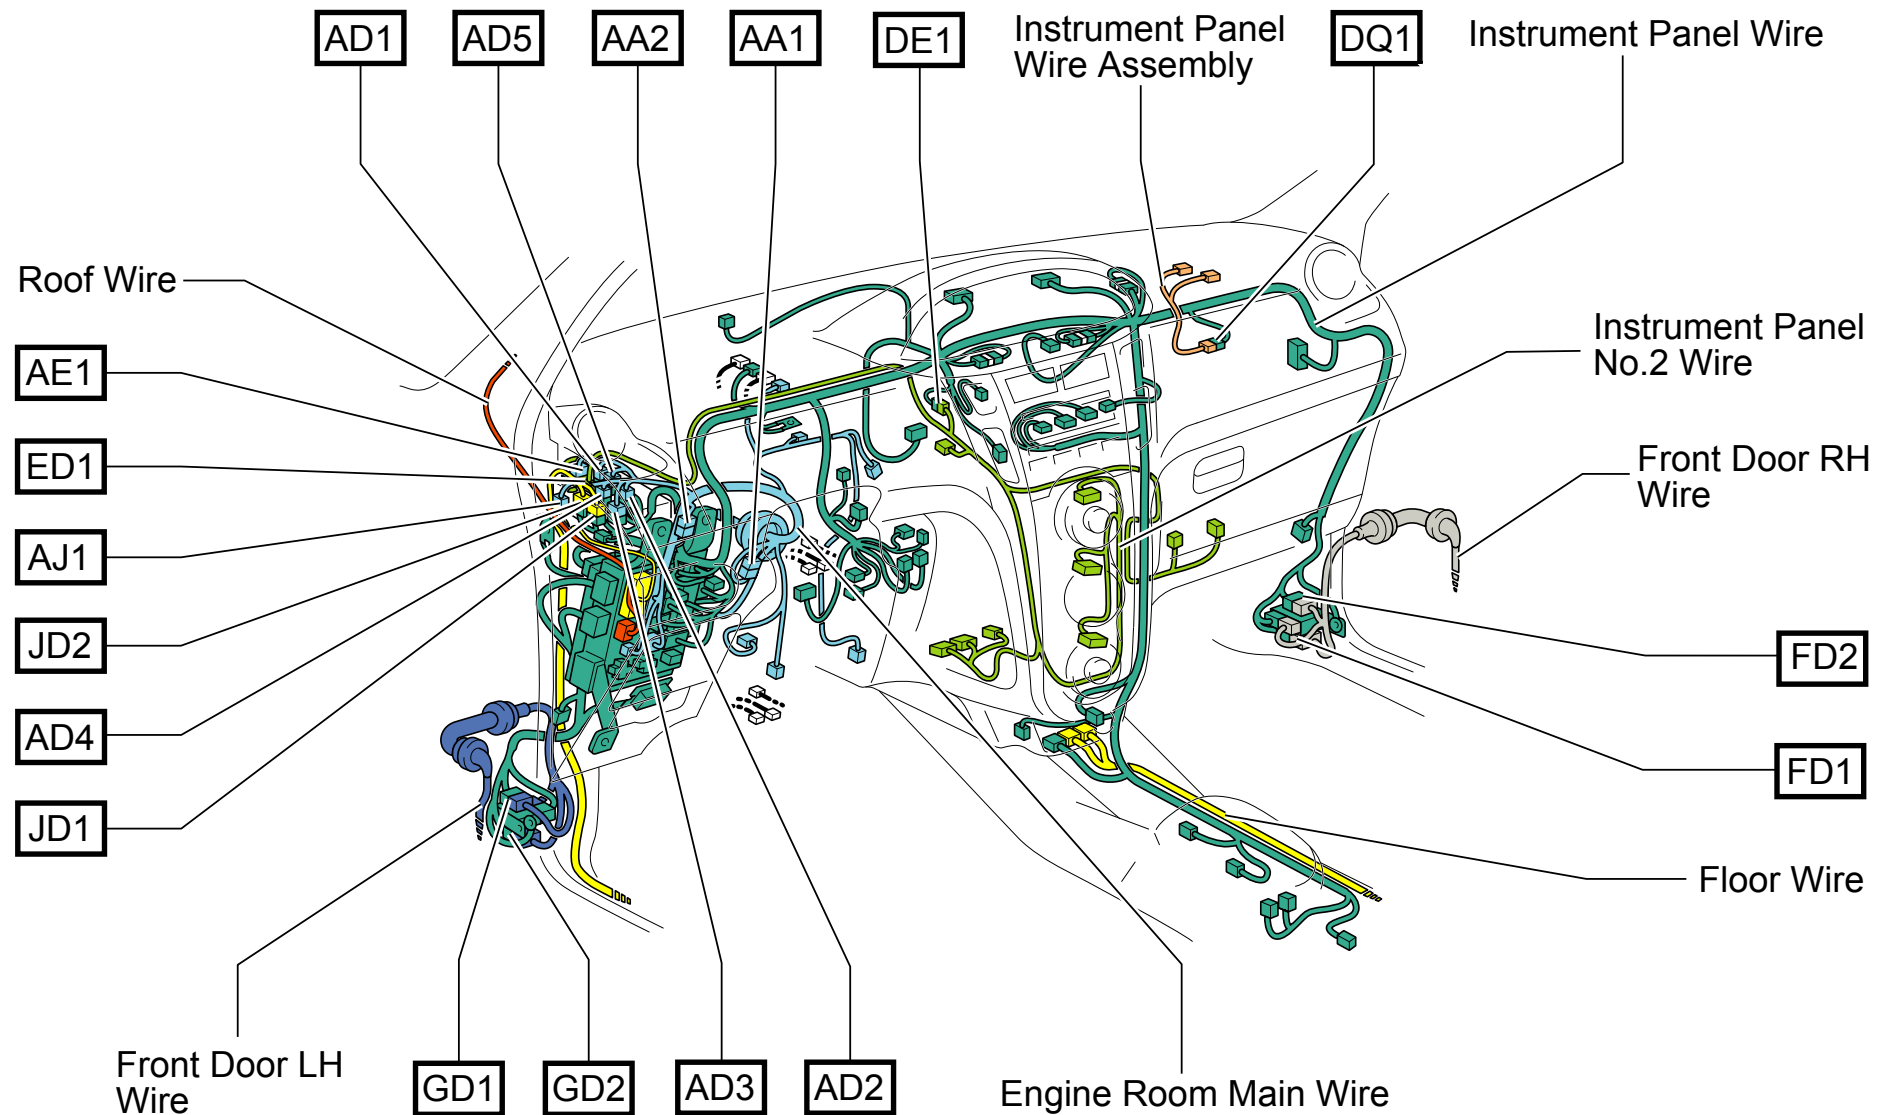 AD1
AD5
AA2
AA1
DE1
Instrument Panel
Wire Assembly
DQ1
Instrument Panel Wire
Roof Wire
AE1
ED1
AJ1
JD2
AD4
JD1
Instrument Panel
No.2 Wire
Front Door RH
Wire
FD2
FD1
Floor Wire
Front Door LH
Wire
GD1
GD2
AD3
AD2
Engine Room Main Wire